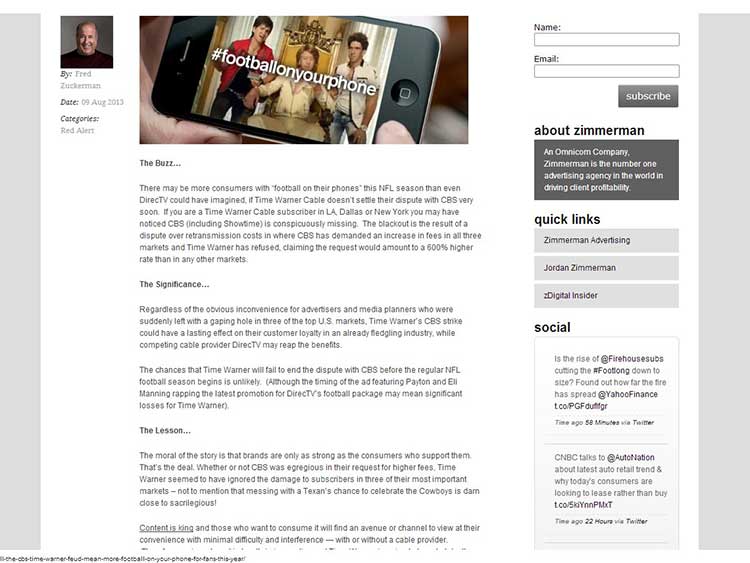 By: Fred
Zuckerman
Date: 09 Aug 2013
Categories:
Red Alert
#footballonyourphone
The Buzz...
There may be more consumers with "football on their phones" this NFL season than even
DirecTV could have imagined, if Time Warner Cable doesn't settle their dispute with CBS very
soon. If you are a Time Warner Cable subscriber in LA, Dallas or New York you may have
noticed CBS (including Showtime) is conspicuously missing. The blackout is the result of a
dispute over retransmission costs in where CBS has demanded an increase in fees in all three
markets and Time Warner has refused, claiming the request would amount to a 600% higher
rate than in any other markets.
The Significance...
Regardless of the obvious inconvenience for advertisers and media planners who were
suddenly left with a gaping hole in three of the top U.S. markets, Time Warner's CBS strike
could have a lasting effect on their customer loyalty in an already fledgling industry, while
competing cable provider DirecTV may reap the benefits.
The chances that Time Warner will fail to end the dispute with CBS before the regular NFL
football season begins is unlikely. (Although the timing of the ad featuring Payton and Eli
Manning rapping the latest promotion for DirecTV's football package may mean significant
losses for Time Warner).
The Lesson...
The moral of the story is that brands are only as strong as the consumers who support them.
That's the deal. Whether or not CBS was egregious in their request for higher fees, Time
Warner seemed to have ignored the damage to subscribers in three of their most important
markets – not to mention that messing with a Texan's chance to celebrate the Cowboys is darn
close to sacrilegious!
Content is king and those who want to consume it will find an avenue or channel to view at their
convenience with minimal difficulty and interference — with or without a cable provider.
Name:
Email:
subscribe
about zimmerman
An Omnicom Company,
Zimmerman is the number one
advertising agency in the world in
driving client profitability.
quick links
Zimmerman Advertising
Jordan Zimmerman
zDigital Insider
social
Is the rise of @Firehousesubs
cutting the #Footlong down to
size? Found out how far the fire
has spread @YahooFinance
t.co/PGFduflfgr
Time ago 58 Minutes via Twitter
CNBC talks to @AutoNation
about latest auto retail trend &
why today's consumers are
looking to lease rather than buy
t.co/5kiYnnPMxT
Time ago 22 Hours via Twitter
ll-the-cbs-time-warner-feud-mean-more-football-on-your-phone-for-fans-this-year/